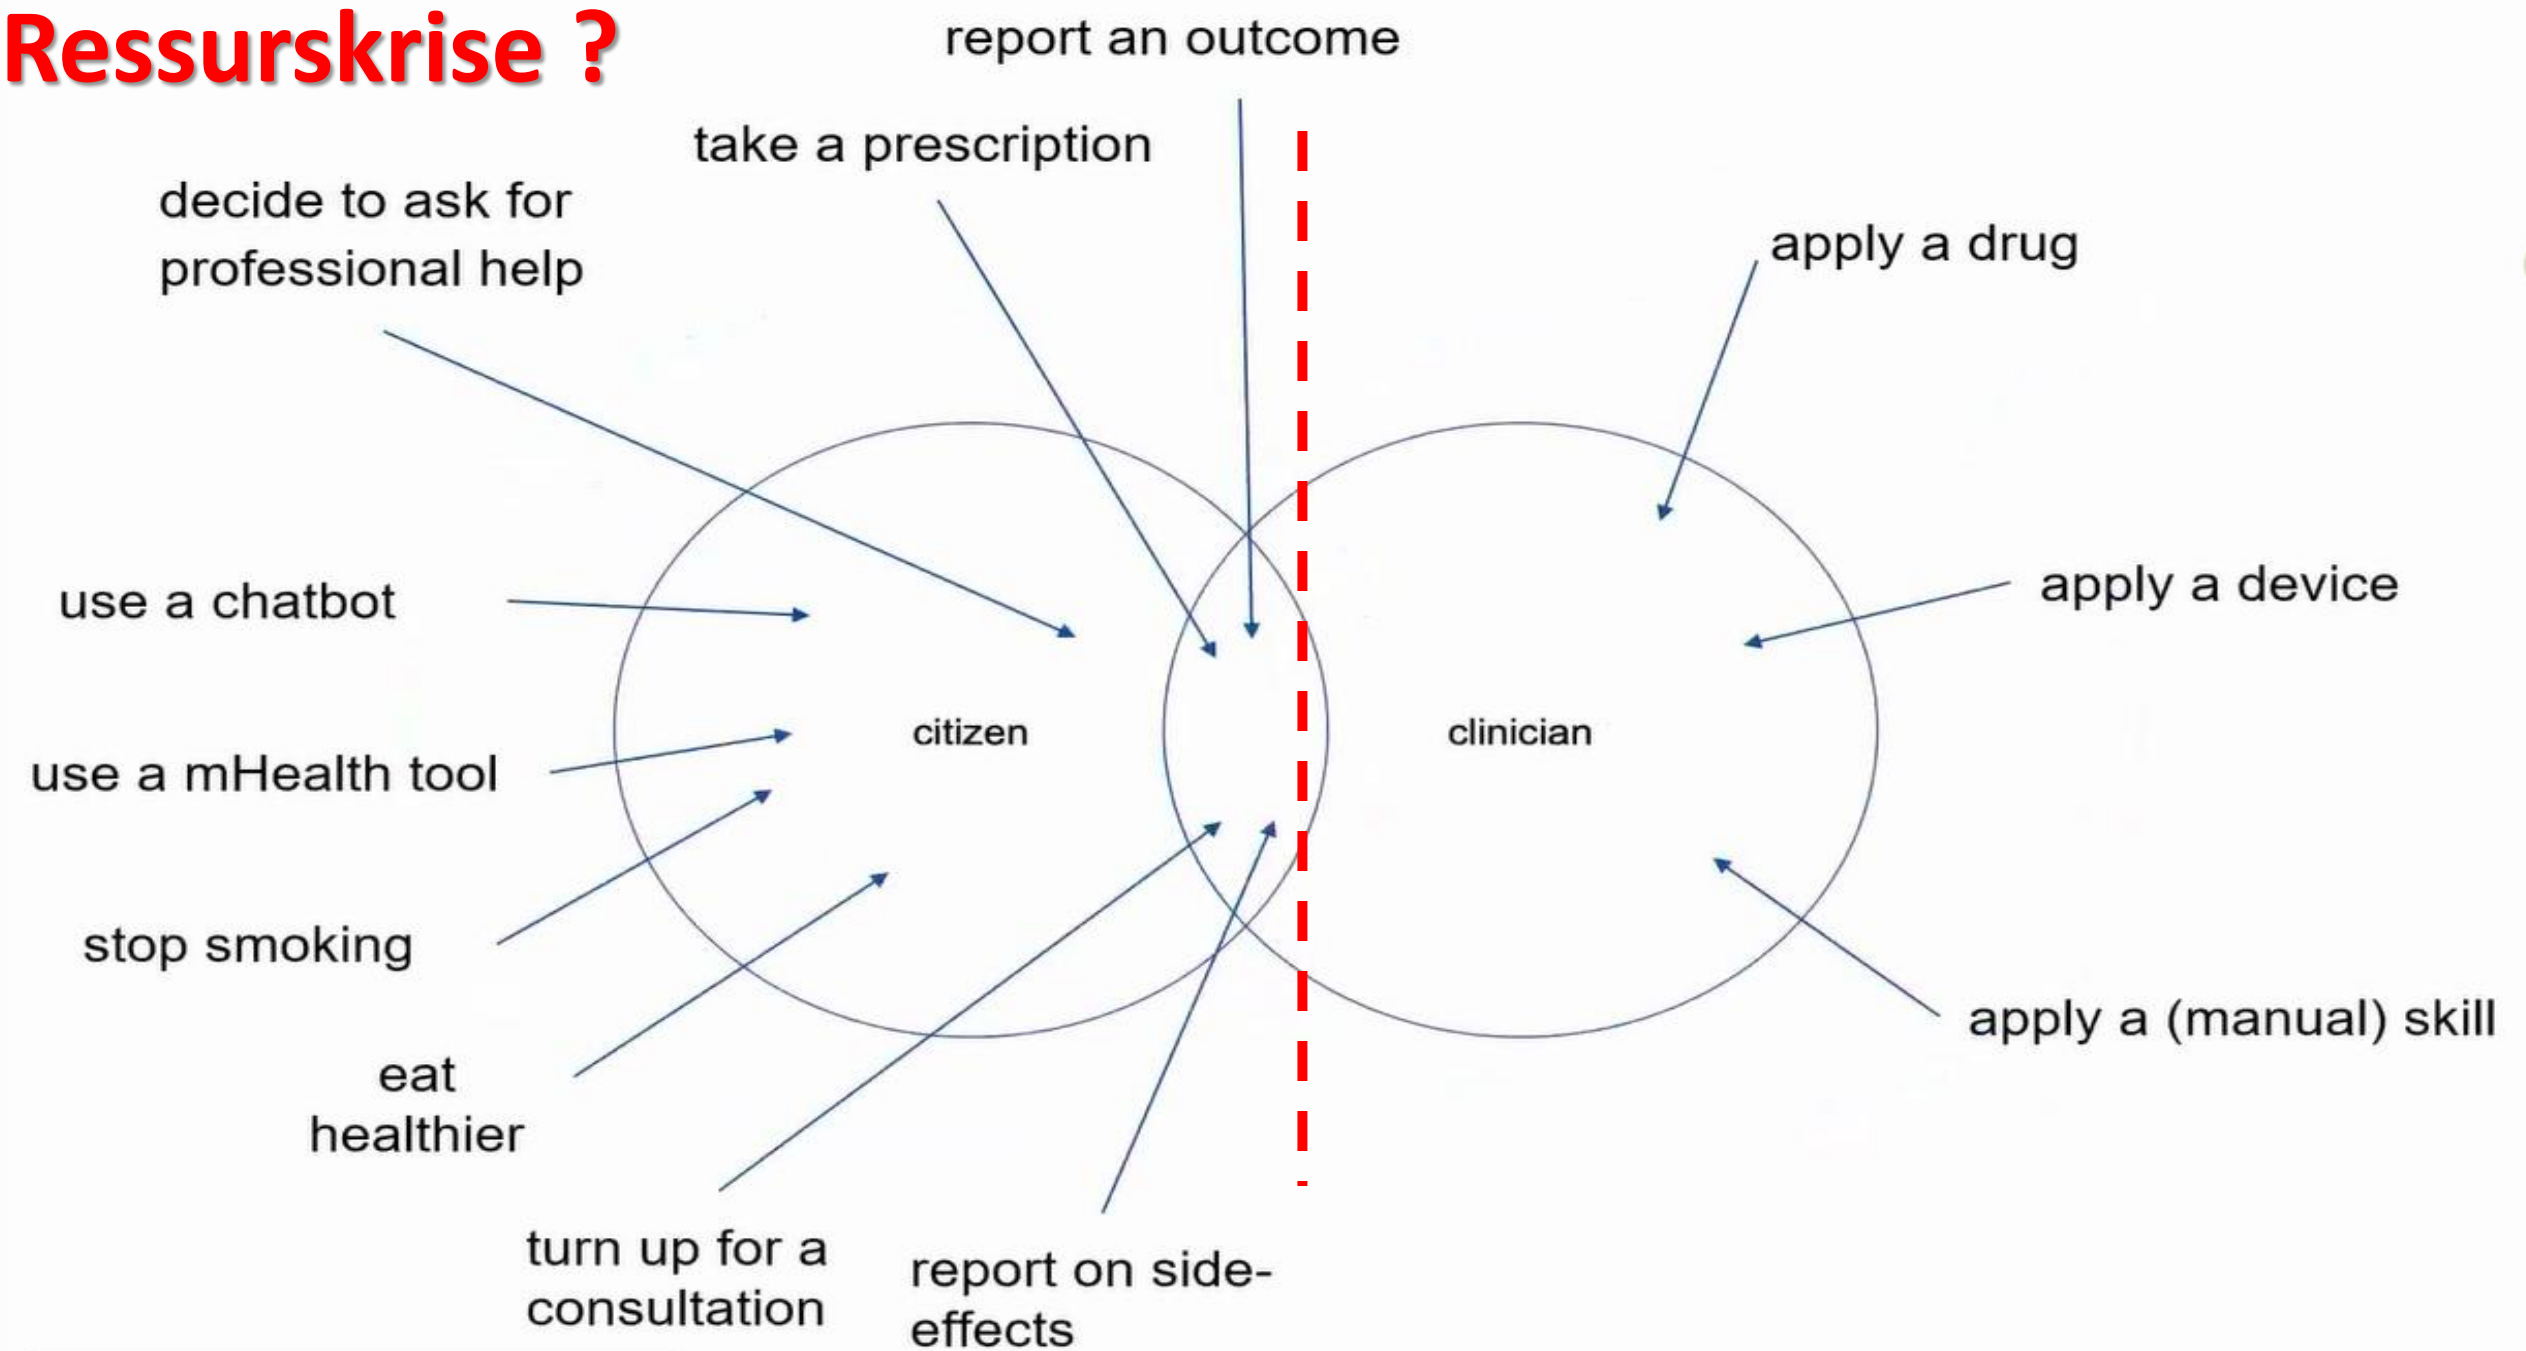 Ressurskrise ?
report an outcome
take a prescription
decide to ask for
professional help
apply a drug
use a chatbot
apply a device
citizen
clinician
use a mHealth tool
stop smoking
apply a (manual) skill
eat
healthier
turn up for a
consultation
report on side-
effects